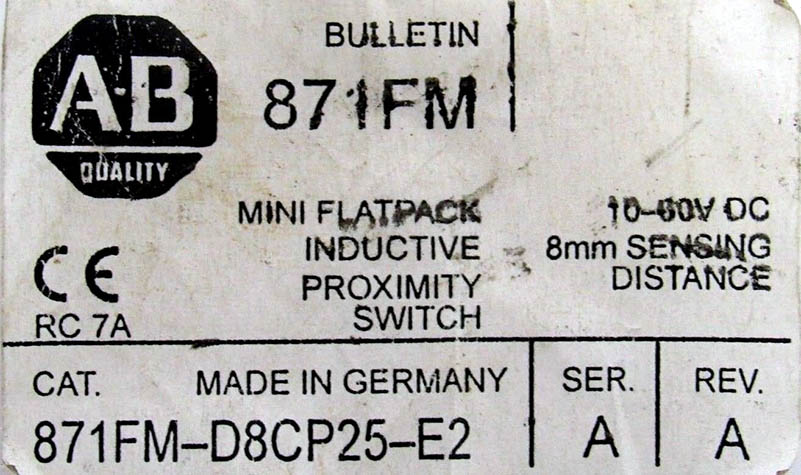 A-B
QUALITY
BULLETIN
871FM
MINI FLATPACK
INDUCTIVE
PROXIMITY
SWITCH
10-60V DC
8mm SENSING
DISTANCE
CE
RC 7A
CAT. MADE IN GERMANY
871FM-D8CP25-E2
SER.
A
REV.
A